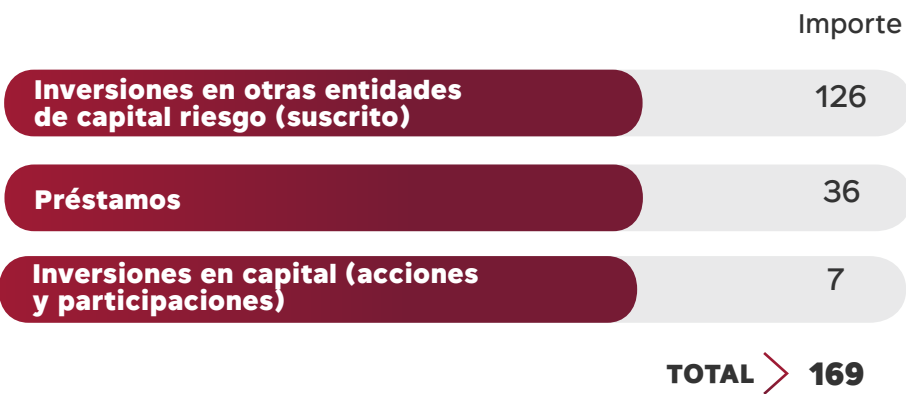 Importe
Inversiones en otras entidades
de capital riesgo (suscrito)
126
Préstamos
36
Inversiones en capital (acciones
y participaciones)
7
TOTAL 169